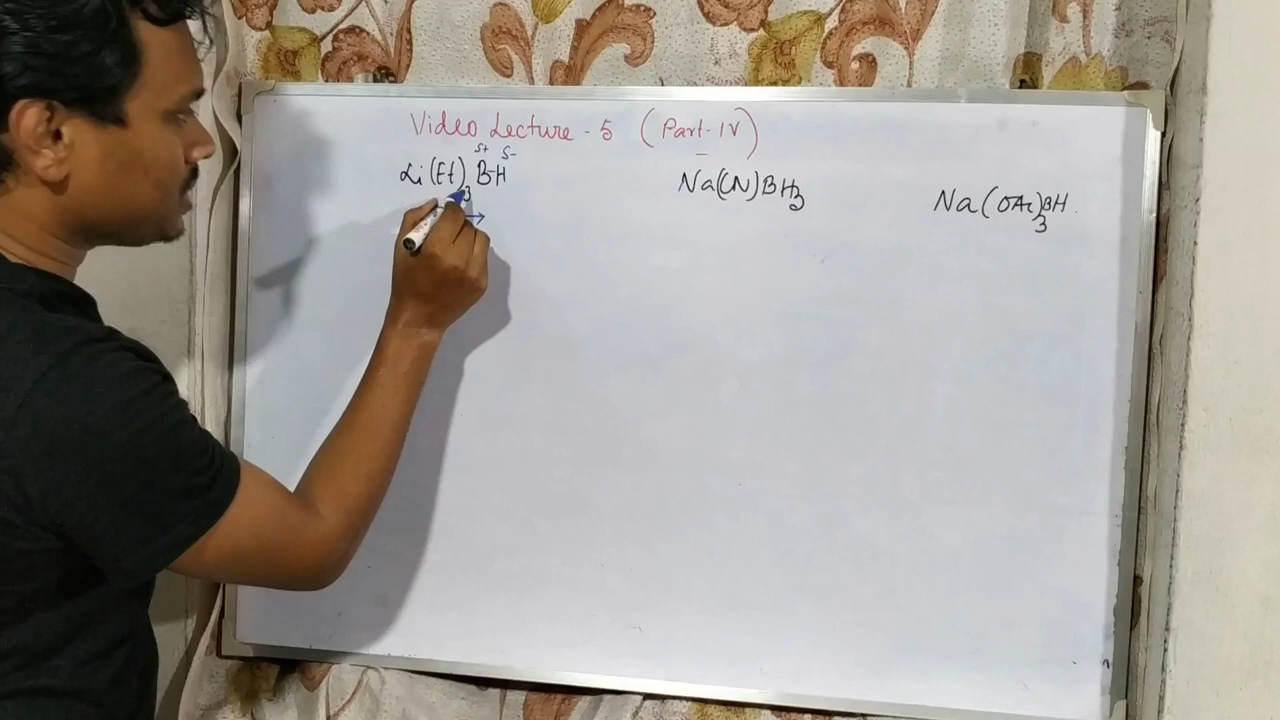 Video Lecture - 5 (Part-IV)
δ+ δ-
Li(Et)3BH
Na(CN)BH3
Na(OAc)3BH.